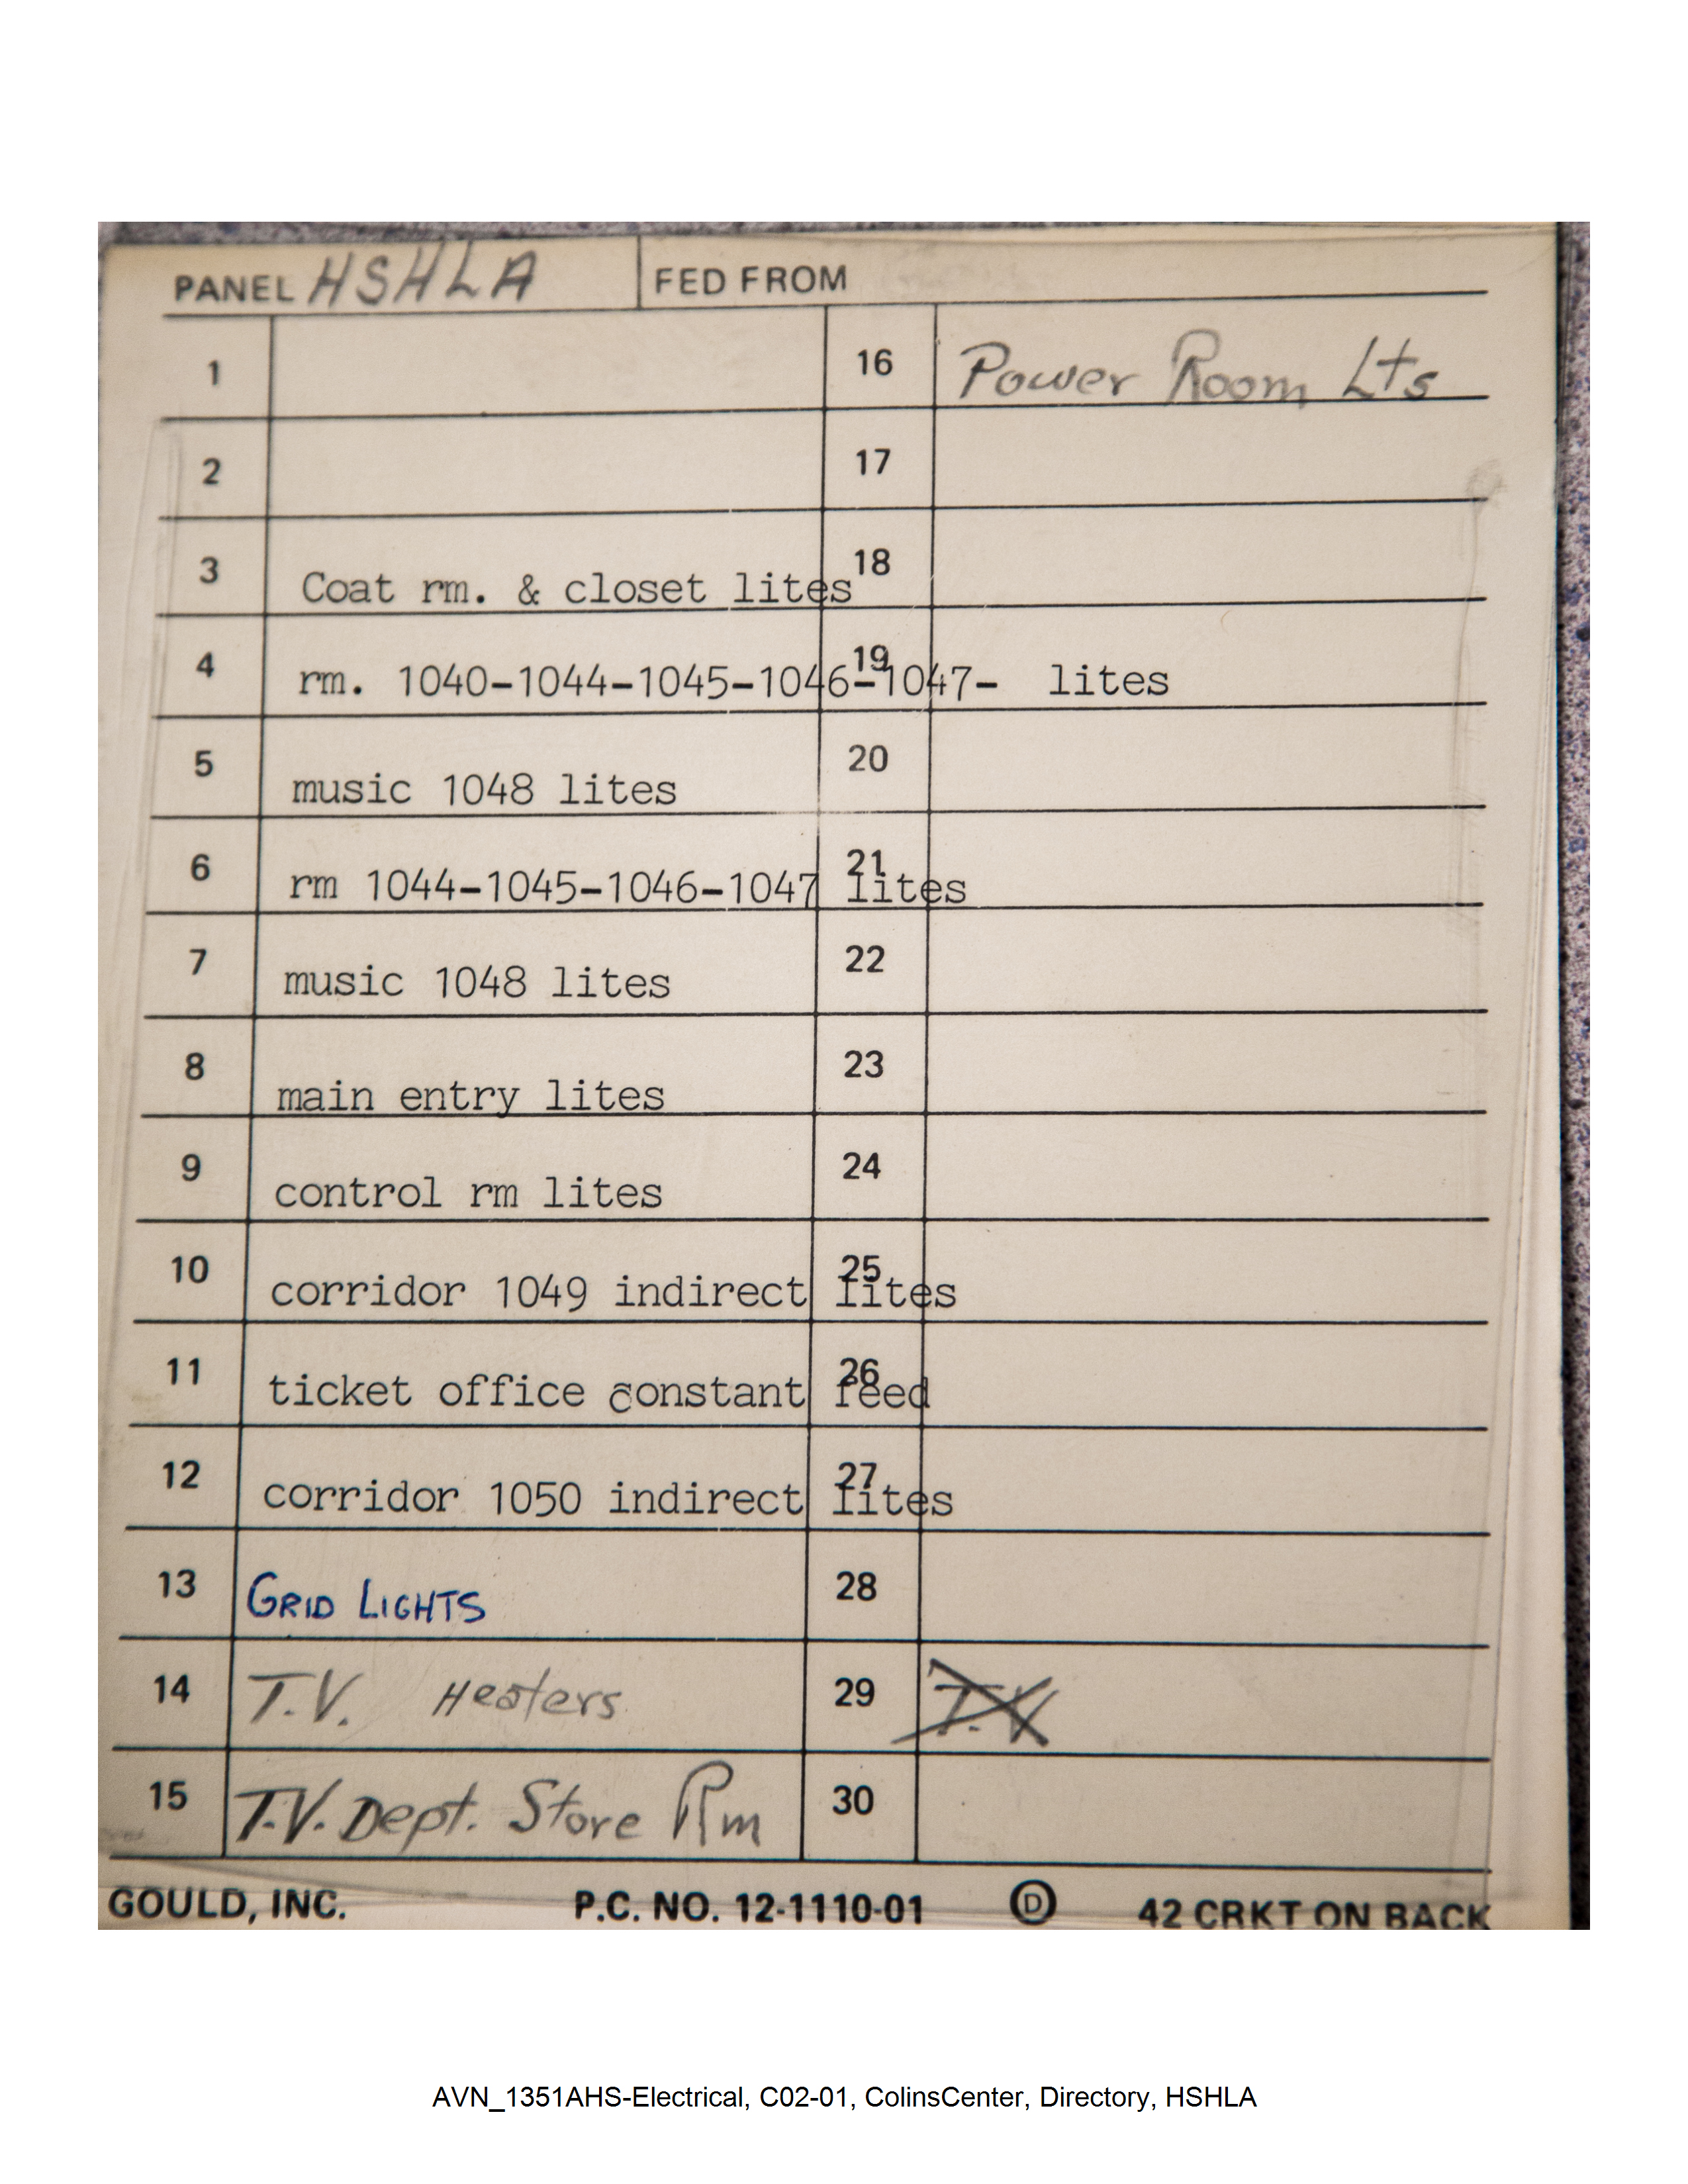 PANEL HSHLA FED FROM
1
16 Power Room Lts
2
17
3 Coat rm. & closet lites
18
4 rm. 1040-1044-1045-1046-1047- lites
19
5 music 1048 lites
20
6 rm 1044-1045-1046-1047 lites
21
7 music 1048 lites
22
8 main entry lites
23
9 control rm lites
24
10 corridor 1049 indirect lites
25
11 ticket office constant feed
26
12 corridor 1050 indirect lites
27
13 GRID LIGHTS
28
14 T.V. Heaters
29 T.V
15 T.V. Dept. Store Rm
30
GOULD, INC. P.C. NO. 12-1110-01 D 42 CRKT ON BACK
AVN_1351AHS-Electrical, C02-01, ColinsCenter, Directory, HSHLA